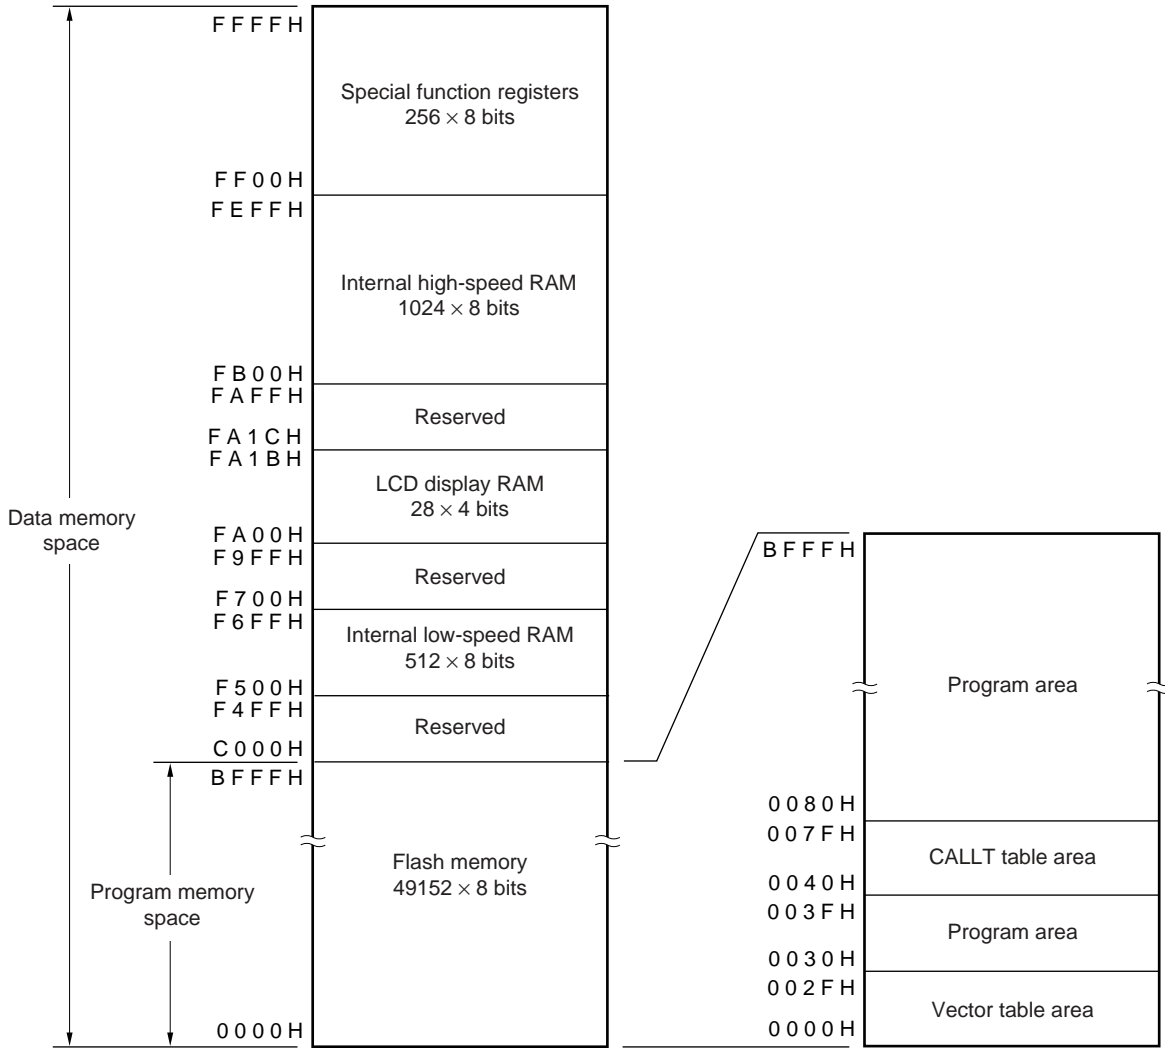 FFFFH
Special function registers
256 × 8 bits
FF00H
FEFFH
Internal high-speed RAM
1024 × 8 bits
FB00H
FAFFH
Reserved
FA1CH
FA1BH
LCD display RAM
28 × 4 bits
Data memory
space
FA00H
F9FFH
Reserved
F700H
F6FFH
Internal low-speed RAM
512 × 8 bits
F500H
F4FFH
Reserved
C000H
BFFFH
Flash memory
49152 × 8 bits
Program memory
space
0000H
BFFFH
Program area
0080H
007FH
CALLT table area
0040H
003FH
Program area
0030H
002FH
Vector table area
0000H